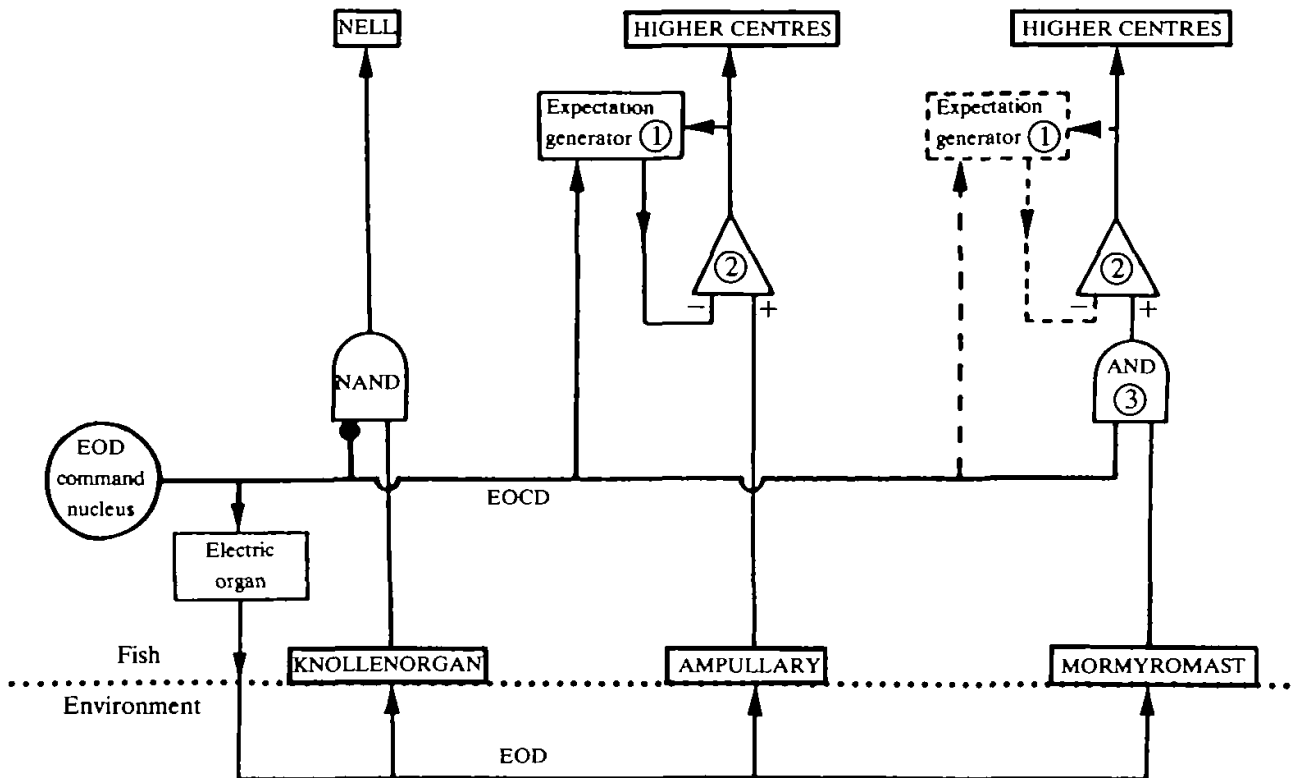 NELL
HIGHER CENTRES
HIGHER CENTRES
Expectation
generator ①
Expectation
generator ①
②
②
− +
− +
NAND
AND
③
EOD
command
nucleus
EOCD
Electric
organ
Fish
KNOLLENORGAN
AMPULLARY
MORMYROMAST
Environment
EOD